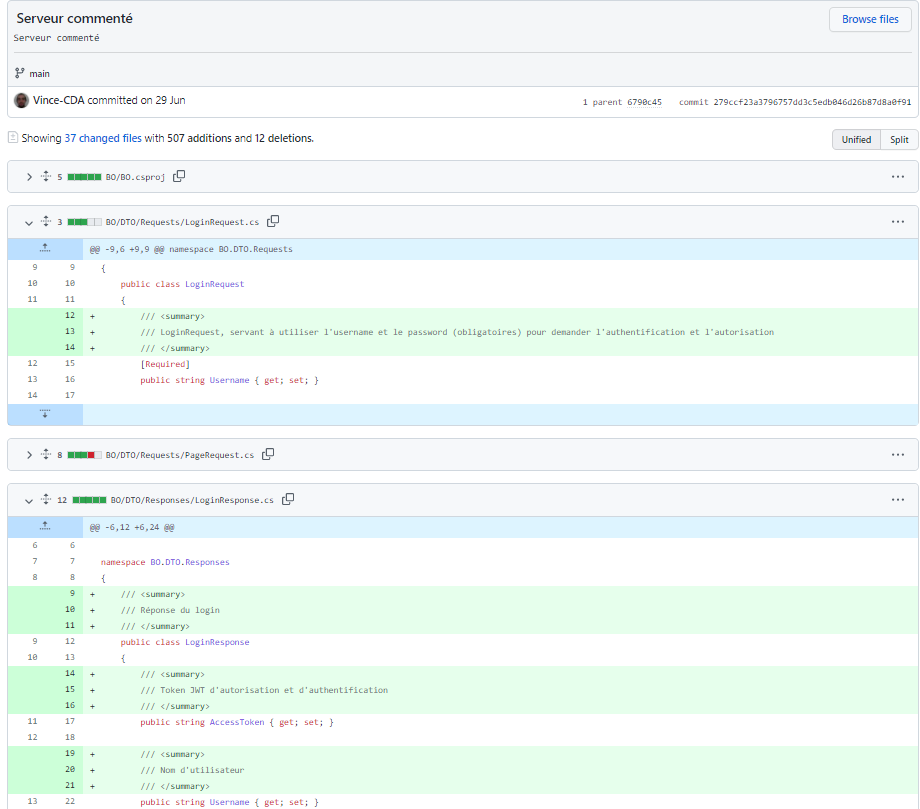 Serveur commenté
Browse files
Serveur commenté
main
Vince-CDA committed on 29 Jun
1 parent 6790c45 commit 279ccf23a3796757dd3c5edb046d26b87d8a0f91
Showing 37 changed files with 507 additions and 12 deletions.
Unified Split
5 BO/BO.csproj
3 BO/DTO/Requests/LoginRequest.cs
@@ -9,6 +9,9 @@ namespace BO.DTO.Requests
9 9 {
10 10 public class LoginRequest
11 11 {
12 + /// <summary>
13 + /// LoginRequest, servant à utiliser l'username et le password (obligatoires) pour demander l'authentification et l'autorisation
14 + /// </summary>
12 15 [Required]
13 16 public string Username { get; set; }
14 17
8 BO/DTO/Requests/PageRequest.cs
12 BO/DTO/Responses/LoginResponse.cs
@@ -6,12 +6,24 @@
6 6
7 7 namespace BO.DTO.Responses
8 8 {
9 + /// <summary>
10 + /// Réponse du login
11 + /// </summary>
9 12 public class LoginResponse
10 13 {
14 + /// <summary>
15 + /// Token JWT d'autorisation et d'authentification
16 + /// </summary>
11 17 public string AccessToken { get; set; }
12 18
19 + /// <summary>
20 + /// Nom d'utilisateur
21 + /// </summary>
13 22 public string Username { get; set; }